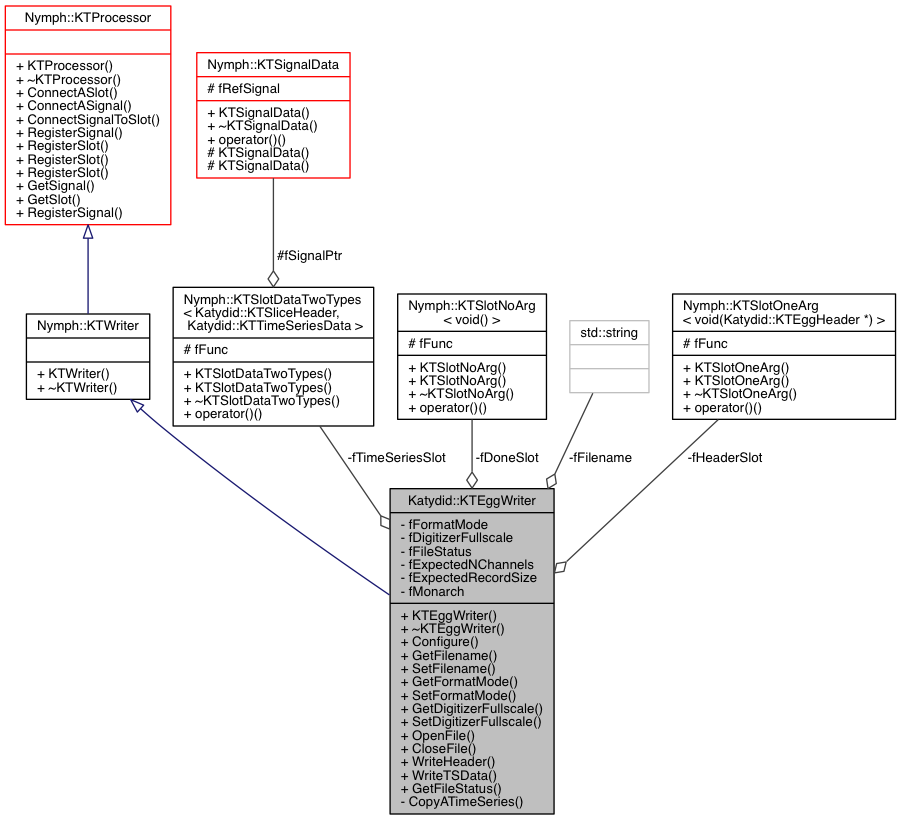 Nymph::KTProcessor
+ KTProcessor()
+ ~KTProcessor()
+ ConnectASlot()
+ ConnectASignal()
+ ConnectSignalToSlot()
+ RegisterSignal()
+ RegisterSlot()
+ RegisterSlot()
+ RegisterSlot()
+ GetSignal()
+ GetSlot()
+ RegisterSignal()
Nymph::KTSignalData
# fRefSignal
+ KTSignalData()
+ ~KTSignalData()
+ operator()()
# KTSignalData()
# KTSignalData()
#fSignalPtr
Nymph::KTWriter
+ KTWriter()
+ ~KTWriter()
Nymph::KTSlotDataTwoTypes
< Katydid::KTSliceHeader,
Katydid::KTTimeSeriesData >
# fFunc
+ KTSlotDataTwoTypes()
+ KTSlotDataTwoTypes()
+ ~KTSlotDataTwoTypes()
+ operator()()
Nymph::KTSlotNoArg
< void() >
# fFunc
+ KTSlotNoArg()
+ KTSlotNoArg()
+ ~KTSlotNoArg()
+ operator()()
std::string
Nymph::KTSlotOneArg
< void(Katydid::KTEggHeader *) >
# fFunc
+ KTSlotOneArg()
+ KTSlotOneArg()
+ ~KTSlotOneArg()
+ operator()()
-fTimeSeriesSlot
-fDoneSlot
-fFilename
-fHeaderSlot
Katydid::KTEggWriter
- fFormatMode
- fDigitizerFullscale
- fFileStatus
- fExpectedNChannels
- fExpectedRecordSize
- fMonarch
+ KTEggWriter()
+ ~KTEggWriter()
+ Configure()
+ GetFilename()
+ SetFilename()
+ GetFormatMode()
+ SetFormatMode()
+ GetDigitizerFullscale()
+ SetDigitizerFullscale()
+ OpenFile()
+ CloseFile()
+ WriteHeader()
+ WriteTSData()
+ GetFileStatus()
- CopyATimeSeries()